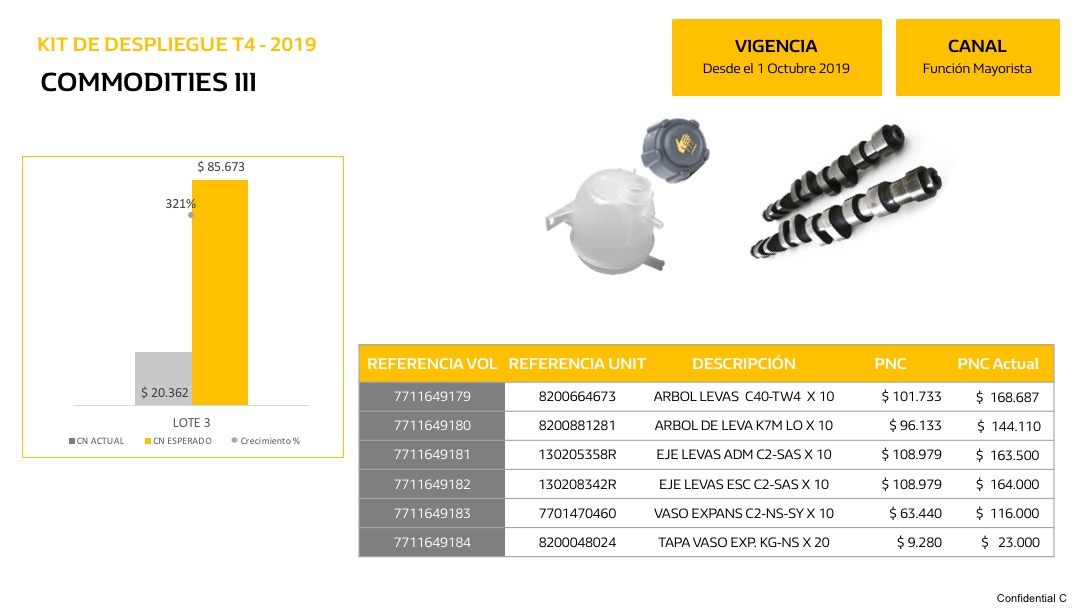 KIT DE DESPLIEGUE T4 - 2019
COMMODITIES III
VIGENCIA
Desde el 1 Octubre 2019
CANAL
Función Mayorista
$ 85.673
321%
$ 20.362
LOTE 3
CN ACTUAL CN ESPERADO Crecimiento %
REFERENCIA VOL REFERENCIA UNIT DESCRIPCIÓN PNC PNC Actual
7711649179 8200664673 ARBOL LEVAS C40-TW4 X 10 $ 101.733 $ 168.687
7711649180 8200881281 ARBOL DE LEVA K7M LO X 10 $ 96.133 $ 144.110
7711649181 130205358R EJE LEVAS ADM C2-SAS X 10 $ 108.979 $ 163.500
7711649182 130208342R EJE LEVAS ESC C2-SAS X 10 $ 108.979 $ 164.000
7711649183 7701470460 VASO EXPANS C2-NS-SY X 10 $ 63.440 $ 116.000
7711649184 8200048024 TAPA VASO EXP. KG-NS X 20 $ 9.280 $ 23.000
Confidential C